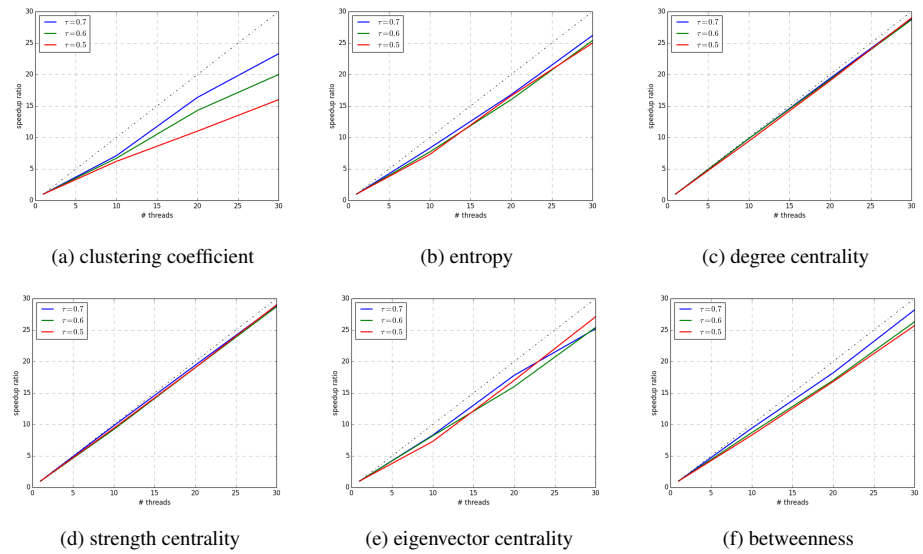 30
25
20
15
10
5
0
speedup ratio
τ=0.7
τ=0.6
τ=0.5
0 5 10 15 20 25 30
# threads
(a) clustering coefficient
30
25
20
15
10
5
0
speedup ratio
τ=0.7
τ=0.6
τ=0.5
0 5 10 15 20 25 30
# threads
(b) entropy
30
25
20
15
10
5
0
speedup ratio
τ=0.7
τ=0.6
τ=0.5
0 5 10 15 20 25 30
# threads
(c) degree centrality
30
25
20
15
10
5
0
speedup ratio
τ=0.7
τ=0.6
τ=0.5
0 5 10 15 20 25 30
# threads
(d) strength centrality
30
25
20
15
10
5
0
speedup ratio
τ=0.7
τ=0.6
τ=0.5
0 5 10 15 20 25 30
# threads
(e) eigenvector centrality
30
25
20
15
10
5
0
speedup ratio
τ=0.7
τ=0.6
τ=0.5
0 5 10 15 20 25 30
# threads
(f) betweenness